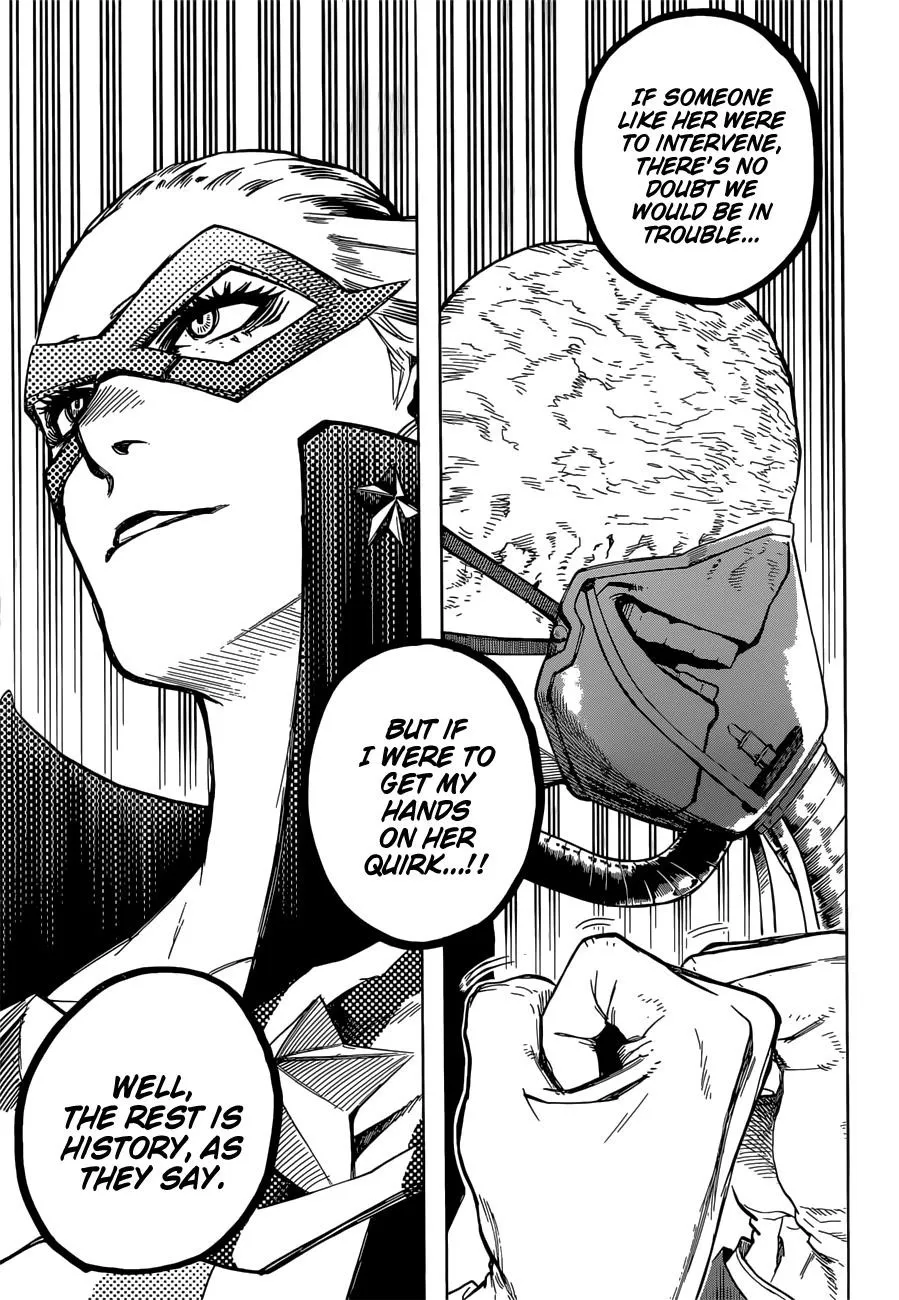 IF SOMEONE
LIKE HER WERE
TO INTERVENE,
THERE'S NO
DOUBT WE
WOULD BE IN
TROUBLE...
BUT IF
I WERE TO
GET MY
HANDS
ON HER
QUIRK...!!
WELL,
THE REST IS
HISTORY, AS
THEY SAY.